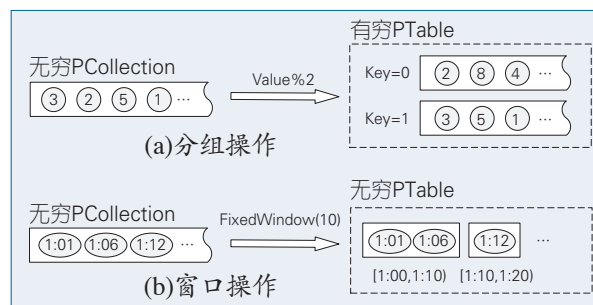 无穷PCollection
3 2 5 1 ⋯
Value%2
有穷PTable
Key=0 2 8 4 ⋯
Key=1 3 5 1 ⋯
(a)分组操作
无穷PCollection
1:01 1:06 1:12 ⋯
FixedWindow(10)
无穷PTable
1:01 1:06 1:12 ⋯
[1:00,1:10) [1:10,1:20)
(b)窗口操作